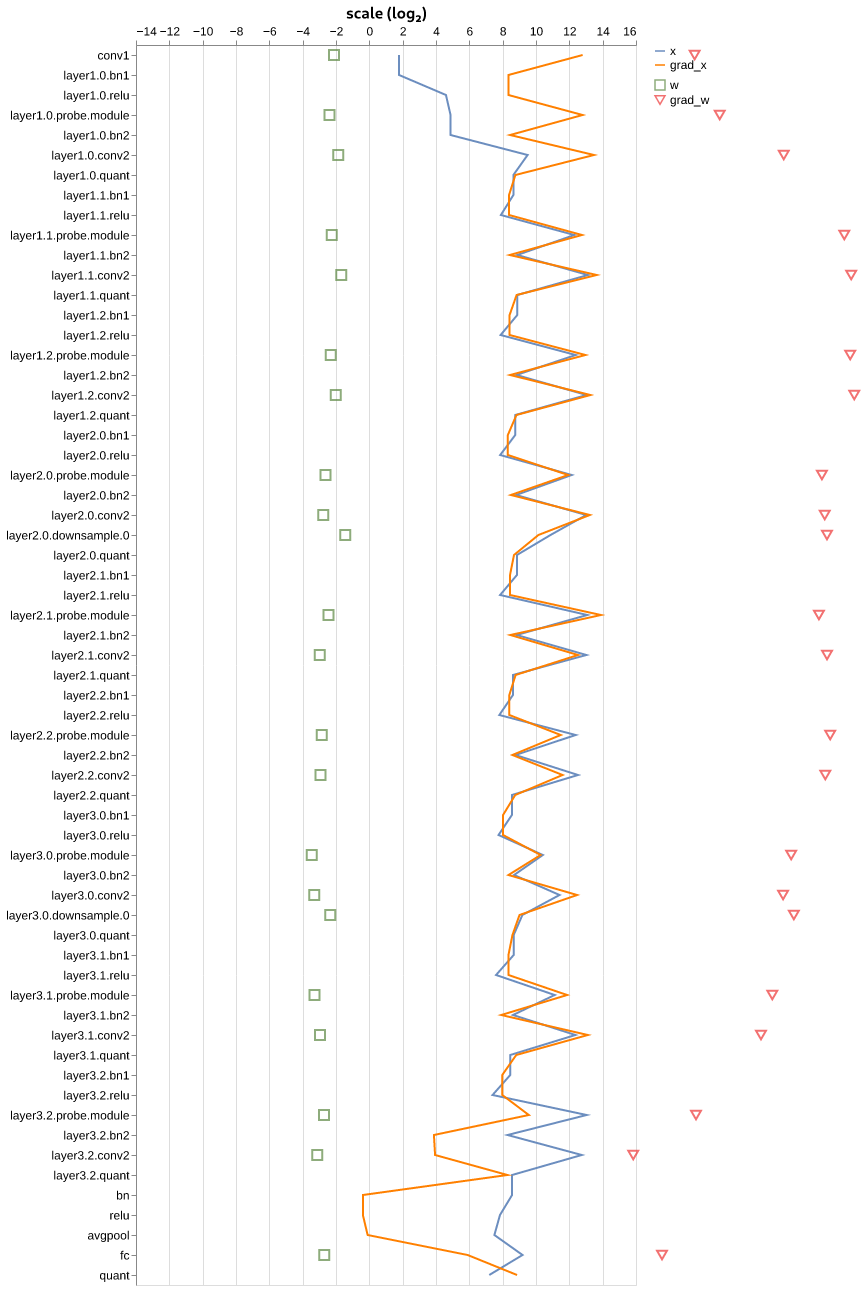 scale (log₂)
−14 −12 −10 −8 −6 −4 −2 0 2 4 6 8 10 12 14 16
x
grad_x
w
grad_w
conv1
layer1.0.bn1
layer1.0.relu
layer1.0.probe.module
layer1.0.bn2
layer1.0.conv2
layer1.0.quant
layer1.1.bn1
layer1.1.relu
layer1.1.probe.module
layer1.1.bn2
layer1.1.conv2
layer1.1.quant
layer1.2.bn1
layer1.2.relu
layer1.2.probe.module
layer1.2.bn2
layer1.2.conv2
layer1.2.quant
layer2.0.bn1
layer2.0.relu
layer2.0.probe.module
layer2.0.bn2
layer2.0.conv2
layer2.0.downsample.0
layer2.0.quant
layer2.1.bn1
layer2.1.relu
layer2.1.probe.module
layer2.1.bn2
layer2.1.conv2
layer2.1.quant
layer2.2.bn1
layer2.2.relu
layer2.2.probe.module
layer2.2.bn2
layer2.2.conv2
layer2.2.quant
layer3.0.bn1
layer3.0.relu
layer3.0.probe.module
layer3.0.bn2
layer3.0.conv2
layer3.0.downsample.0
layer3.0.quant
layer3.1.bn1
layer3.1.relu
layer3.1.probe.module
layer3.1.bn2
layer3.1.conv2
layer3.1.quant
layer3.2.bn1
layer3.2.relu
layer3.2.probe.module
layer3.2.bn2
layer3.2.conv2
layer3.2.quant
bn
relu
avgpool
fc
quant